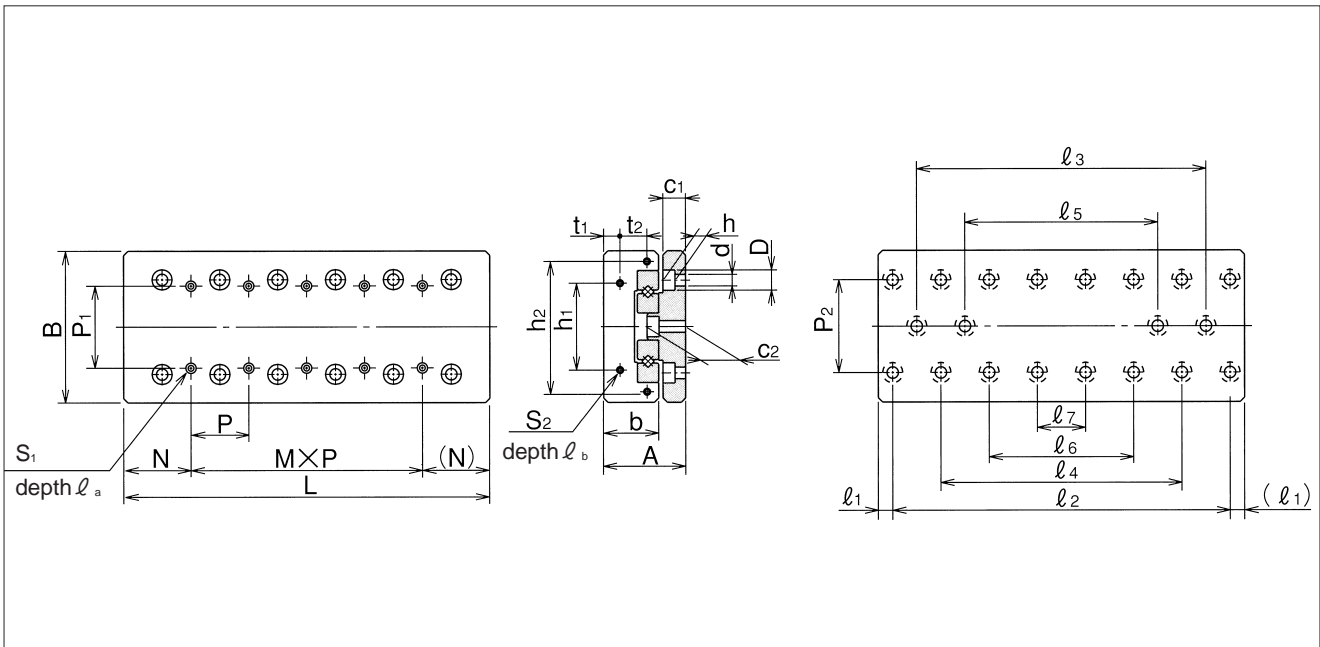 B
P1
S1
depth ℓa
P
N
M×P
(N)
L
c1
t1
t2
h
d
D
h2
h1
c2
S2
depth ℓb
b
A
ℓ3
ℓ5
P2
ℓ7
ℓ6
ℓ4
ℓ1
ℓ2
(ℓ1)